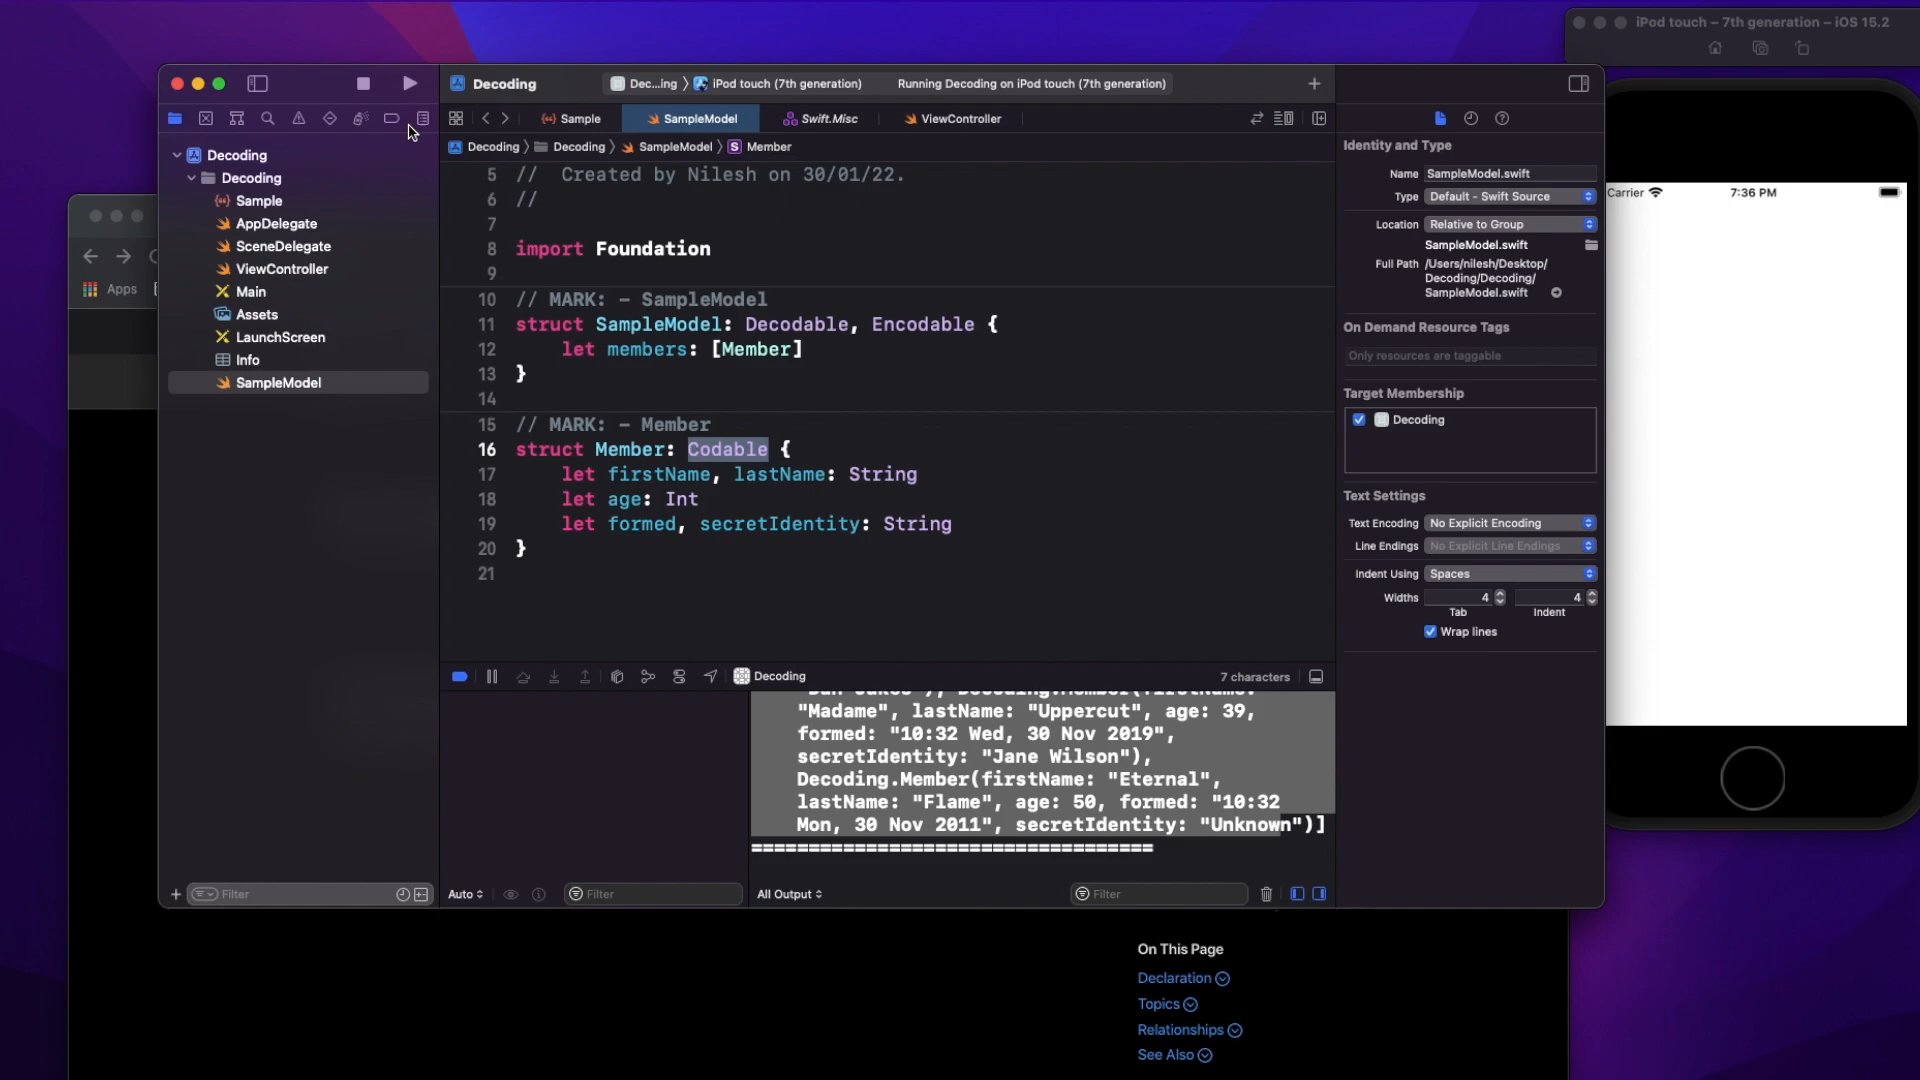 iPod touch – 7th generation – iOS 15.2
Decoding
Dec...ing 〉 iPod touch (7th generation)
Running Decoding on iPod touch (7th generation)
Sample
SampleModel
Swift.Misc
ViewController
Decoding 〉 Decoding 〉 SampleModel 〉 S Member
Apps
Decoding
Decoding
Sample
AppDelegate
SceneDelegate
ViewController
Main
Assets
LaunchScreen
Info
SampleModel
Filter
5 //  Created by Nilesh on 30/01/22.
6 //
7
8 import Foundation
9
10 // MARK: – SampleModel
11 struct SampleModel: Decodable, Encodable {
12     let members: [Member]
13 }
14
15 // MARK: – Member
16 struct Member: Codable {
17     let firstName, lastName: String
18     let age: Int
19     let formed, secretIdentity: String
20 }
21
Decoding
7 characters
"Madame", lastName: "Uppercut", age: 39,
formed: "10:32 Wed, 30 Nov 2019",
secretIdentity: "Jane Wilson"),
Decoding.Member(firstName: "Eternal",
lastName: "Flame", age: 50, formed: "10:32
Mon, 30 Nov 2011", secretIdentity: "Unknown")]
===================================
Auto
Filter
All Output
Filter
Identity and Type
Name SampleModel.swift
Type Default - Swift Source
Location Relative to Group
SampleModel.swift
Full Path /Users/nilesh/Desktop/
Decoding/Decoding/
SampleModel.swift
On Demand Resource Tags
Only resources are taggable
Target Membership
Decoding
Text Settings
Text Encoding No Explicit Encoding
Line Endings No Explicit Line Endings
Indent Using Spaces
Widths 4 4
Tab Indent
Wrap lines
Carrier 7:36 PM
On This Page
Declaration
Topics
Relationships
See Also